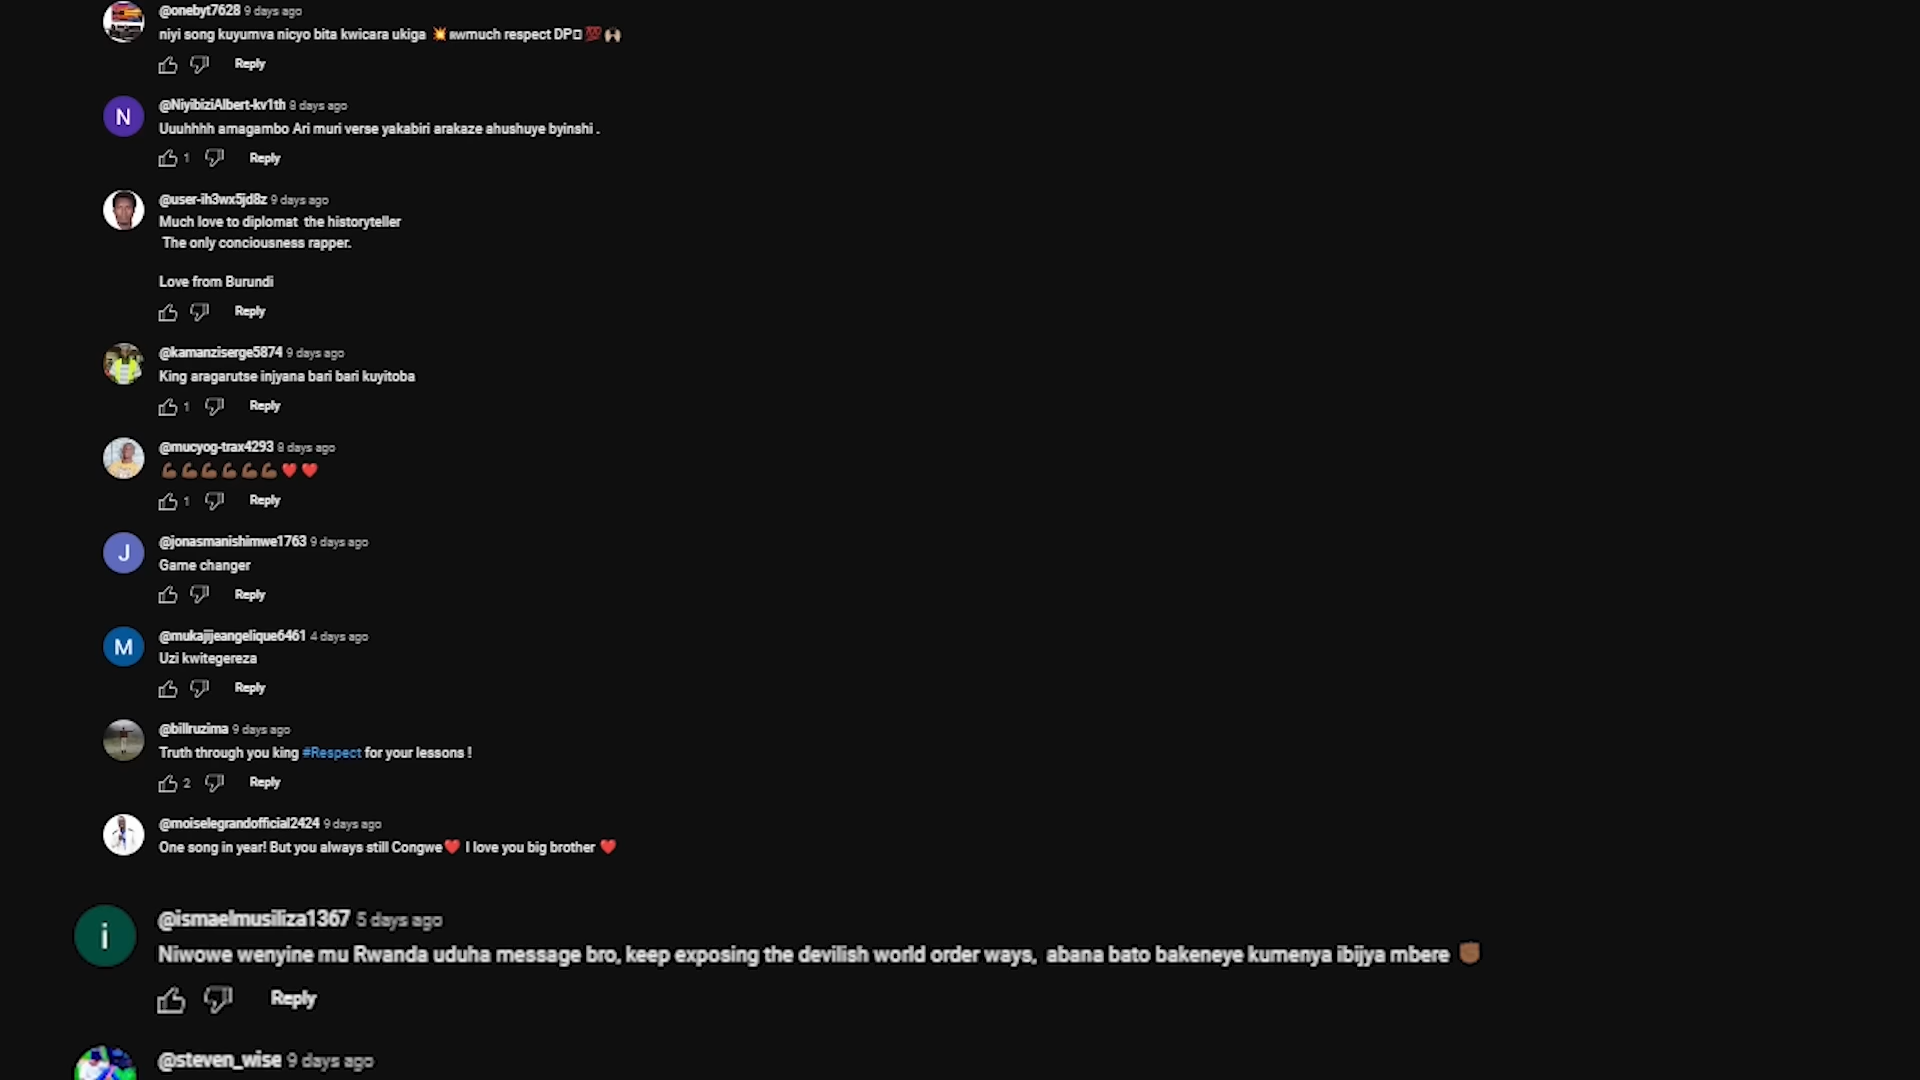 @onebyt7628 9 days ago
niyi song kuyumva nicyo bita kwicara ukiga 💥 awmuch respect DP 💯🙌🏾
Reply
N
@NiyibiziAlbert-kv1th 8 days ago
Uuuhhhh amagambo Ari muri verse yakabiri arakaze ahushuye byinshi .
1 Reply
@user-ih3wx5jd8z 9 days ago
Much love to diplomat the historyteller
The only conciousness rapper.
Love from Burundi
Reply
@kamanziserge5874 9 days ago
King aragarutse injyana bari bari kuyitoba
1 Reply
@mucyog-trax4293 8 days ago
💪🏾💪🏾💪🏾💪🏾💪🏾💪🏾❤️❤️
1 Reply
J
@jonasmanishimwe1763 9 days ago
Game changer
Reply
M
@mukajijeangelique6461 4 days ago
Uzi kwitegereza
Reply
@billruzima 9 days ago
Truth through you king #Respect for your lessons !
2 Reply
@moiselegrandofficial2424 9 days ago
One song in year! But you always still Congwe❤️ I love you big brother ❤️
i
@ismaelmusiliza1367 5 days ago
Niwowe wenyine mu Rwanda uduha message bro, keep exposing the devilish world order ways, abana bato bakeneye kumenya ibijya mbere ✊🏾
Reply
@steven_wise 9 days ago